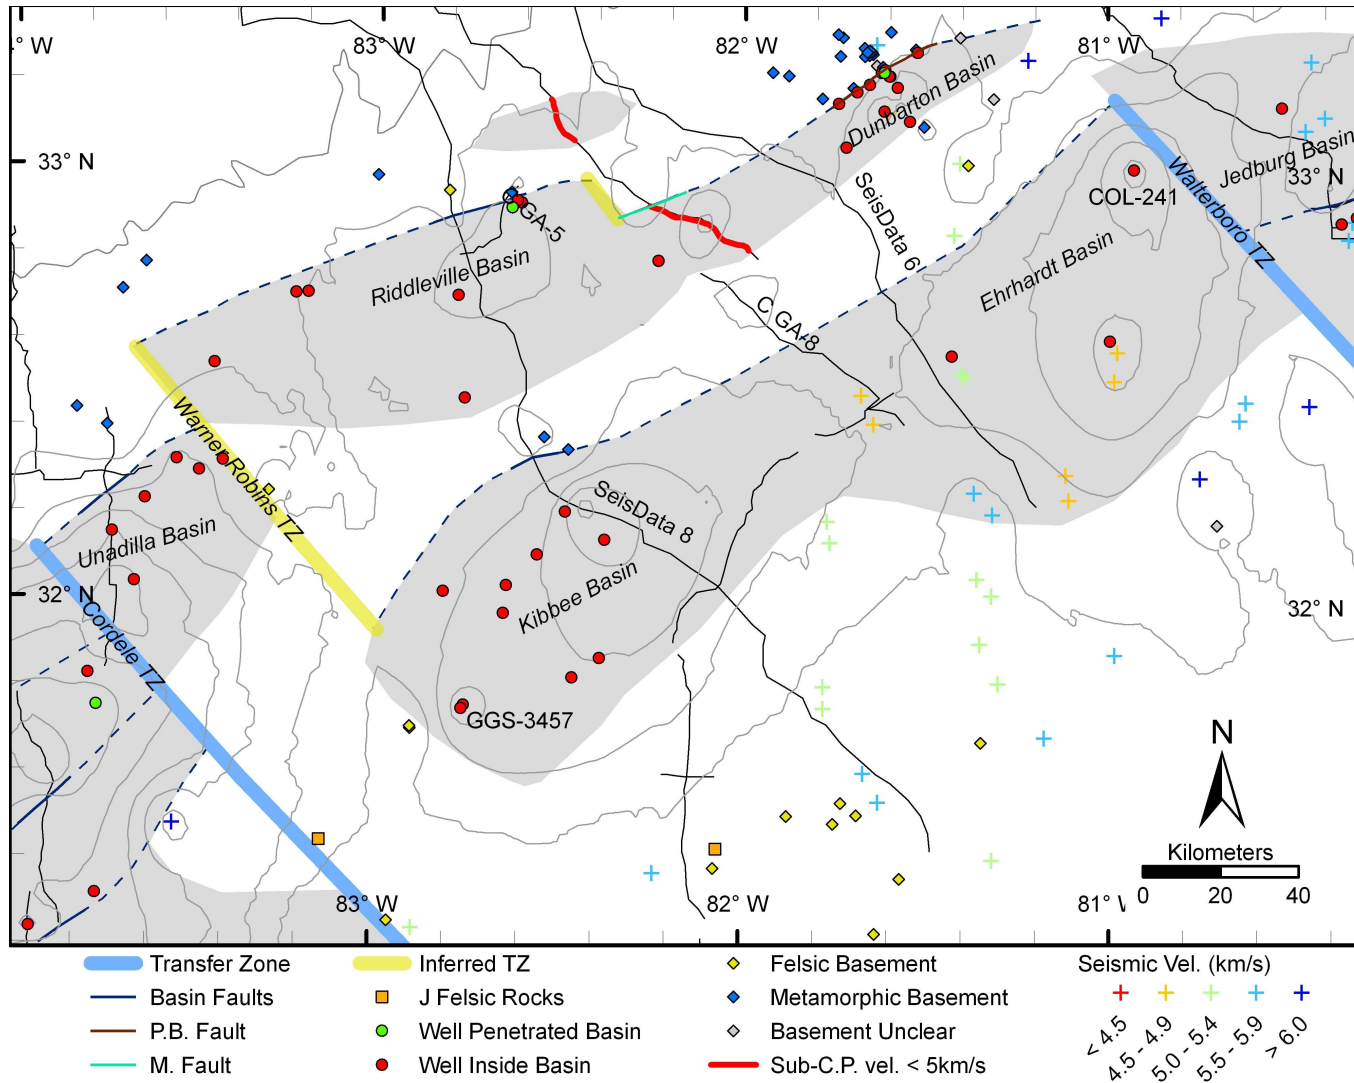 ° W
83° W
82° W
81° W
33° N
33° N
Dunbarton Basin
Jedburg Basin
COL-241
Walterboro TZ
SeisData 6
GA-5
Riddleville Basin
Ehrhardt Basin
C GA-8
Warner Robins TZ
SeisData 8
Unadilla Basin
Kibbee Basin
32° N
32° N
Cordele TZ
GGS-3457
N
Kilometers
0 20 40
83° W
82° W
81° W
Transfer Zone
Inferred TZ
Felsic Basement
Seismic Vel. (km/s)
Basin Faults
J Felsic Rocks
Metamorphic Basement
P.B. Fault
Well Penetrated Basin
Basement Unclear
M. Fault
Well Inside Basin
Sub-C.P. vel. < 5km/s
< 4.5
4.5 - 4.9
5.0 - 5.4
5.5 - 5.9
> 6.0